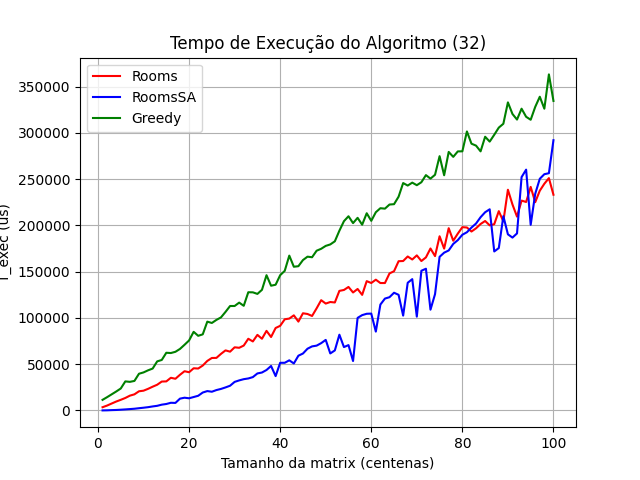 Tempo de Execução do Algoritmo (32)
Rooms
RoomsSA
Greedy
350000
300000
250000
200000
150000
100000
50000
0
T_exec (us)
0 20 40 60 80 100
Tamanho da matrix (centenas)